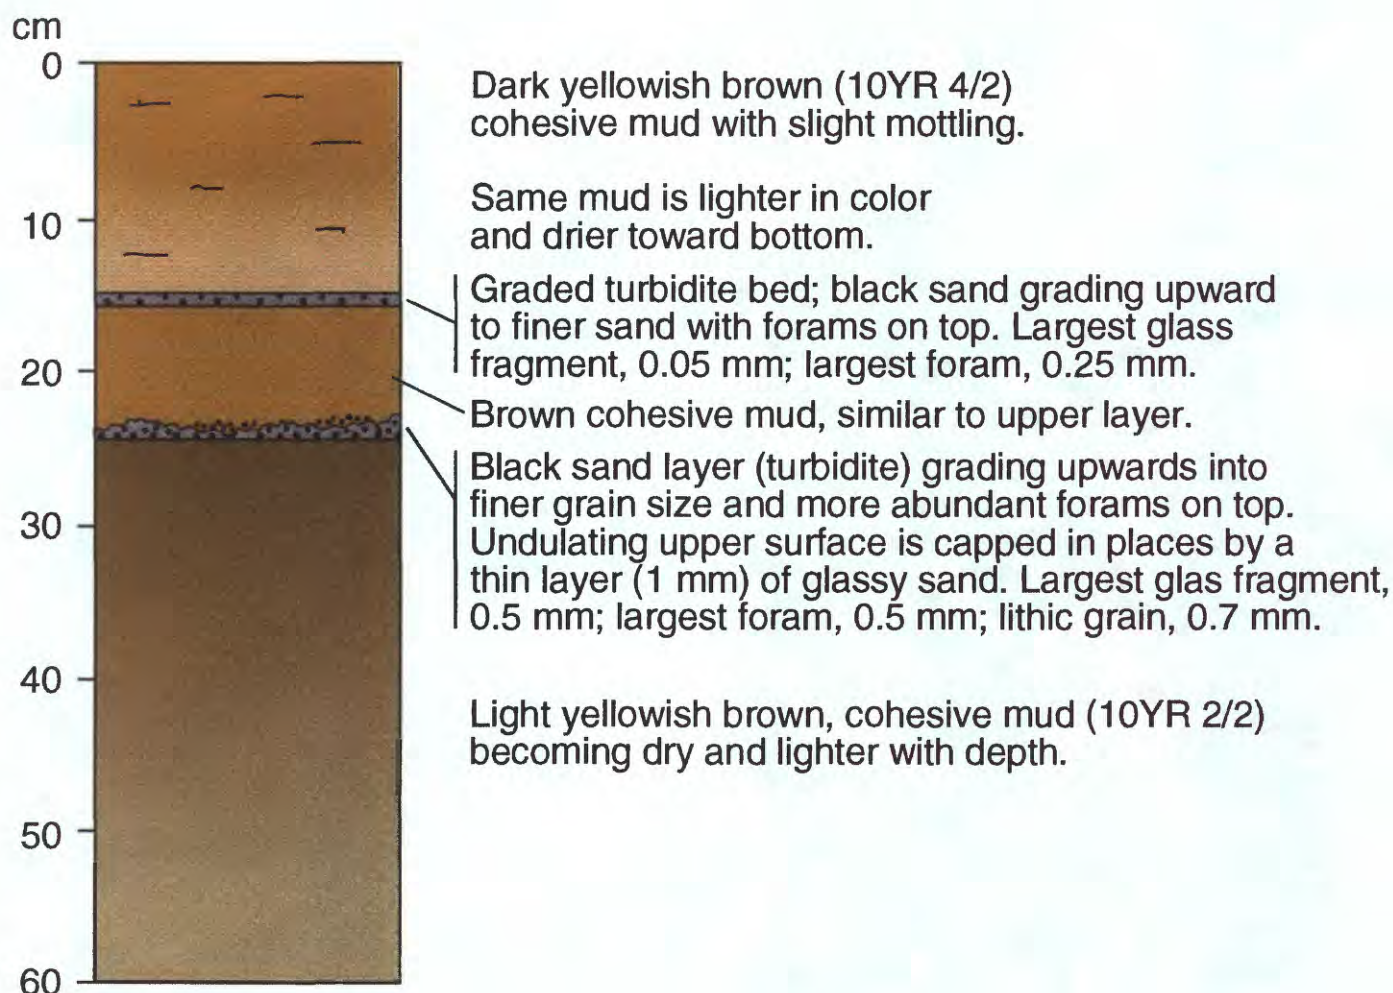 cm
0
10
20
30
40
50
60
Dark yellowish brown (10YR 4/2)
cohesive mud with slight mottling.
Same mud is lighter in color
and drier toward bottom.
Graded turbidite bed; black sand grading upward
to finer sand with forams on top. Largest glass
fragment, 0.05 mm; largest foram, 0.25 mm.
Brown cohesive mud, similar to upper layer.
Black sand layer (turbidite) grading upwards into
finer grain size and more abundant forams on top.
Undulating upper surface is capped in places by a
thin layer (1 mm) of glassy sand. Largest glas fragment,
0.5 mm; largest foram, 0.5 mm; lithic grain, 0.7 mm.
Light yellowish brown, cohesive mud (10YR 2/2)
becoming dry and lighter with depth.